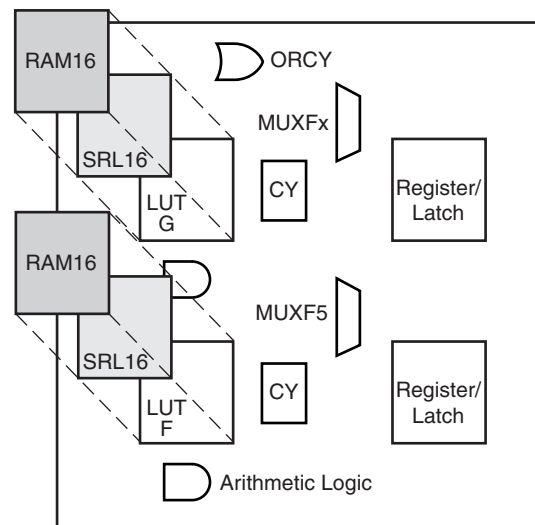 RAM16
ORCY
MUXFx
SRL16
CY
Register/
Latch
LUT
G
RAM16
MUXF5
SRL16
CY
Register/
Latch
LUT
F
Arithmetic Logic